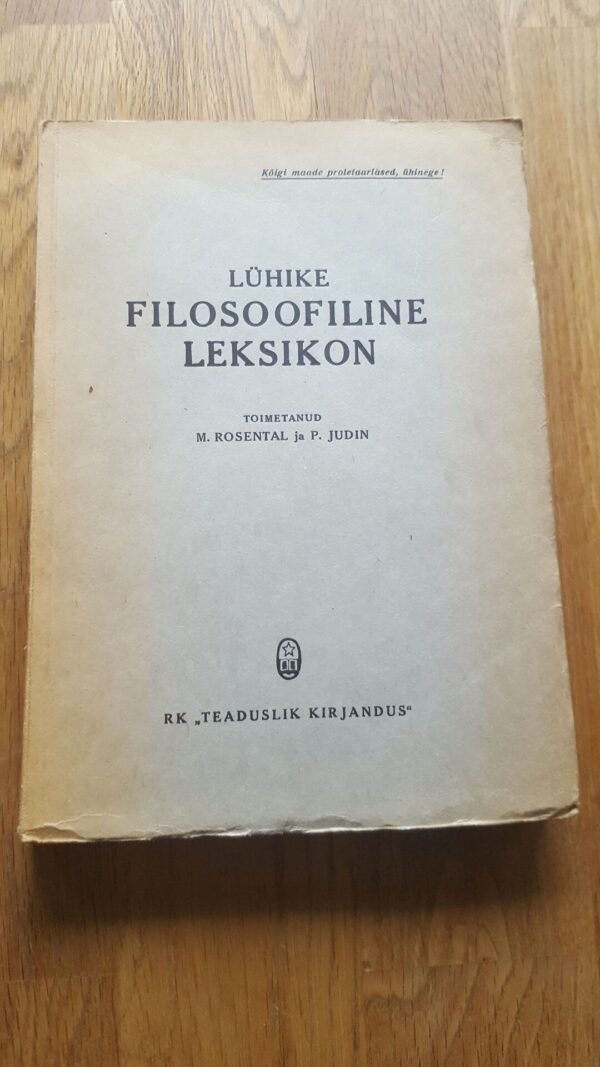 Kõigi maade proletaarlased, ühinege!
LÜHIKE
FILOSOOFILINE
LEKSIKON
TOIMETANUD
M. ROSENTAL ja P. JUDIN
RK „TEADUSLIK KIRJANDUS“